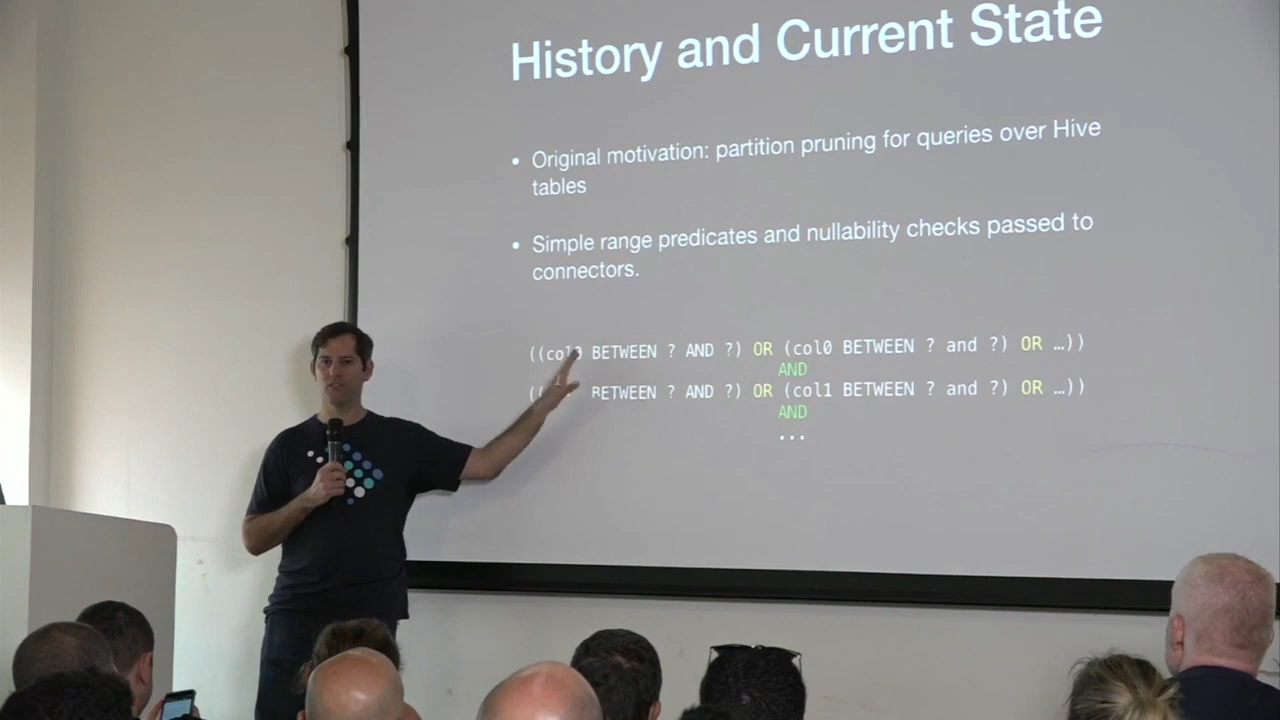 History and Current State
• Original motivation: partition pruning for queries over Hive
tables
• Simple range predicates and nullability checks passed to
connectors.
((col0 BETWEEN ? AND ?) OR (col0 BETWEEN ? and ?) OR …))
AND
(( BETWEEN ? AND ?) OR (col1 BETWEEN ? and ?) OR …))
AND
...